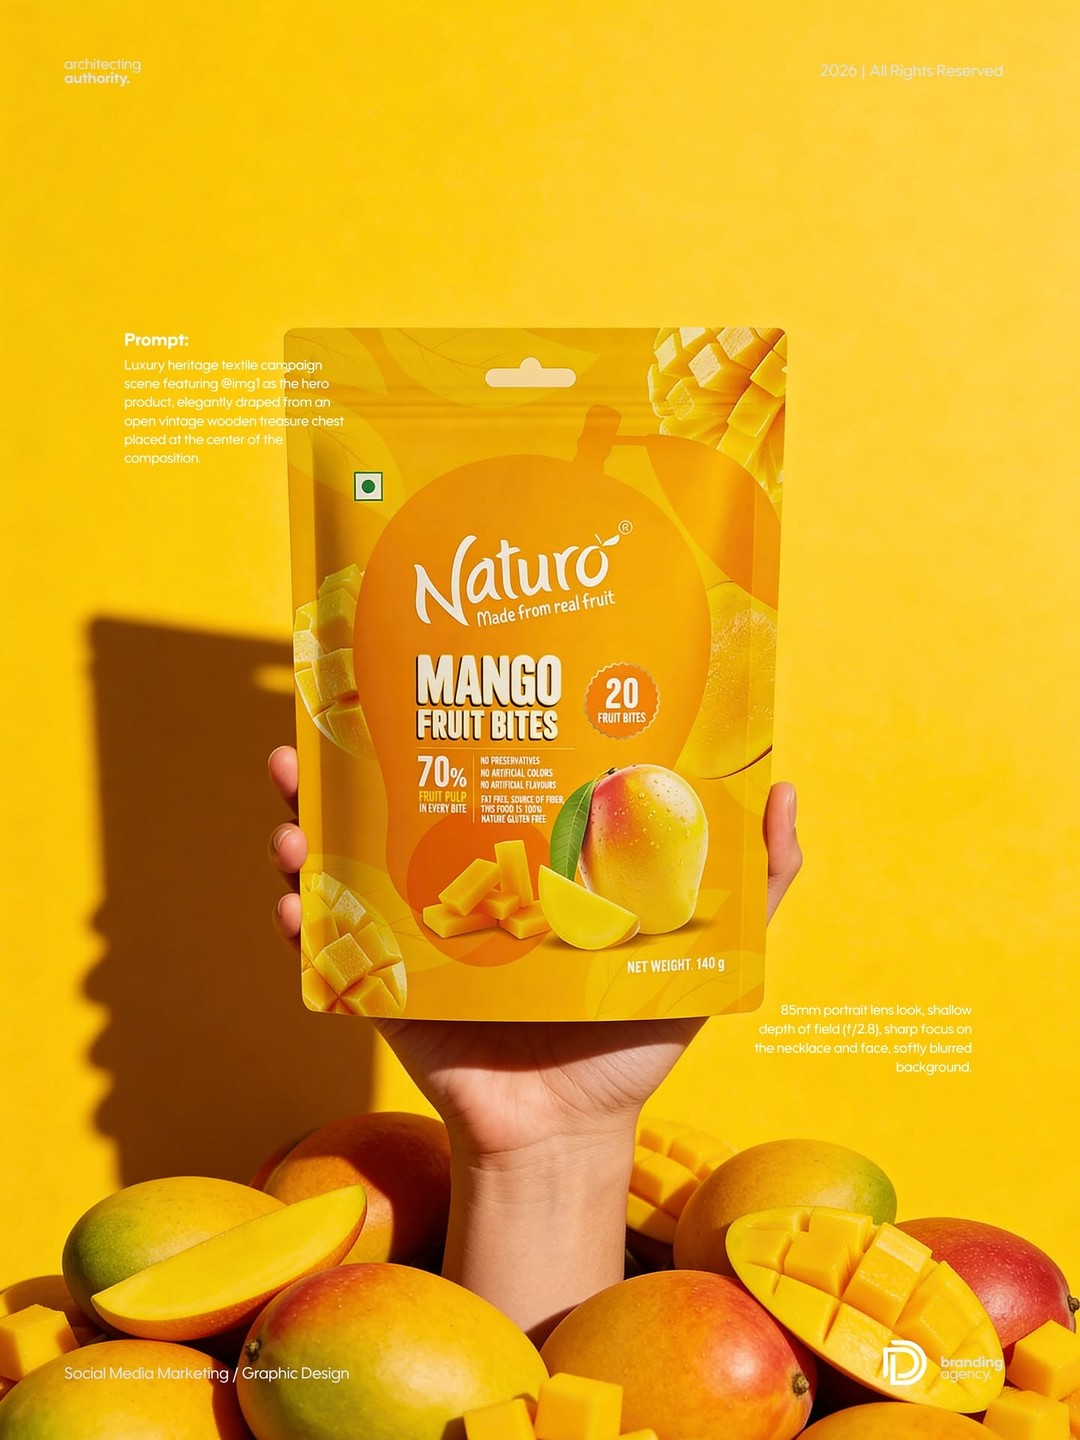 architecting
authority.
2026 | All Rights Reserved
Prompt:
Luxury heritage textile campaign
scene featuring @img1 as the hero
product, elegantly draped from an
open vintage wooden treasure chest
placed at the center of the
composition.
Naturo®
Made from real fruit
MANGO
FRUIT BITES
20
FRUIT BITES
70%
FRUIT PULP
IN EVERY BITE
NO PRESERVATIVES
NO ARTIFICIAL COLORS
NO ARTIFICIAL FLAVOURS
FAT FREE, SOURCE OF FIBER,
THIS FOOD IS 100%
NATURE GLUTEN FREE
NET WEIGHT. 140 g
85mm portrait lens look, shallow
depth of field (f/2.8), sharp focus on
the necklace and face, softly blurred
background.
Social Media Marketing / Graphic Design
branding
agency.